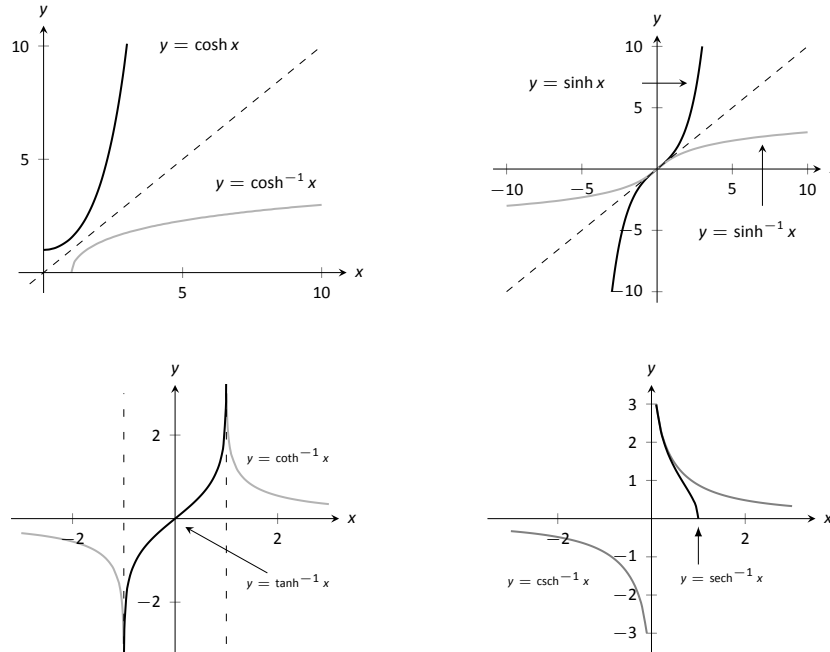 y
10
y = cosh x
5
y = cosh⁻¹ x
5
10
x
y
10
y = sinh x
5
−10
−5
5
10
−5
y = sinh⁻¹ x
−10
y
2
y = coth⁻¹ x
−2
2
x
y = tanh⁻¹ x
−2
y
3
2
1
−2
2
x
−1
y = csch⁻¹ x
y = sech⁻¹ x
−2
−3